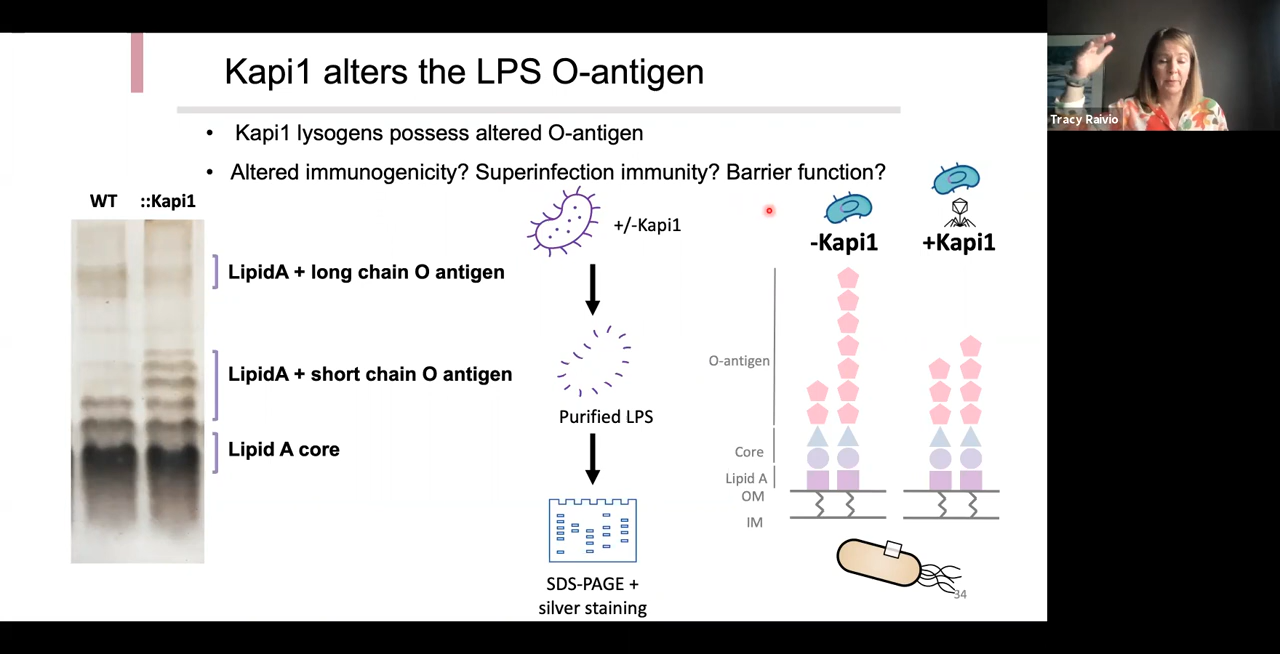 Kapi1 alters the LPS O-antigen
• Kapi1 lysogens possess altered O-antigen
• Altered immunogenicity? Superinfection immunity? Barrier function?
WT ::Kapi1
LipidA + long chain O antigen
LipidA + short chain O antigen
Lipid A core
+/-Kapi1
Purified LPS
SDS-PAGE +
silver staining
-Kapi1 +Kapi1
O-antigen
Core
Lipid A
OM
IM
34
Tracy Raivio